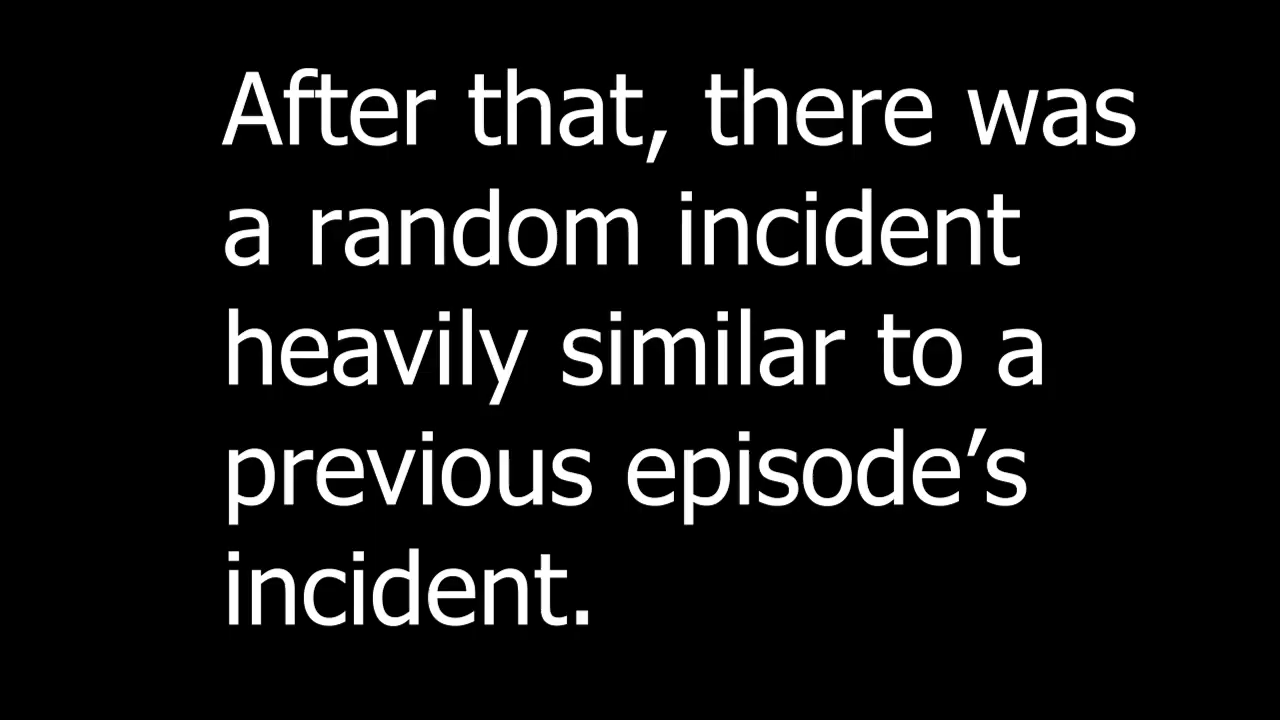 After that, there was
a random incident
heavily similar to a
previous episode’s
incident.